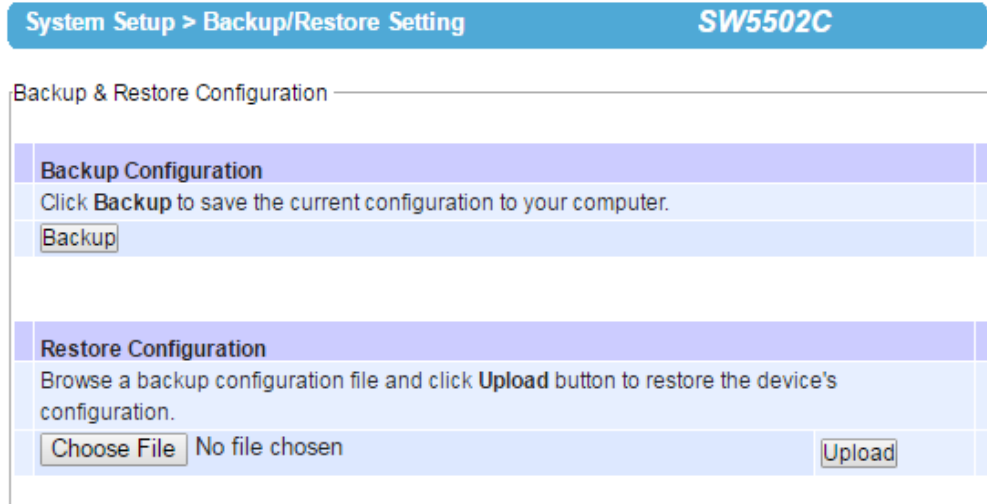 System Setup > Backup/Restore Setting SW5502C
Backup & Restore Configuration
Backup Configuration
Click Backup to save the current configuration to your computer.
Backup
Restore Configuration
Browse a backup configuration file and click Upload button to restore the device's
configuration.
Choose File No file chosen Upload